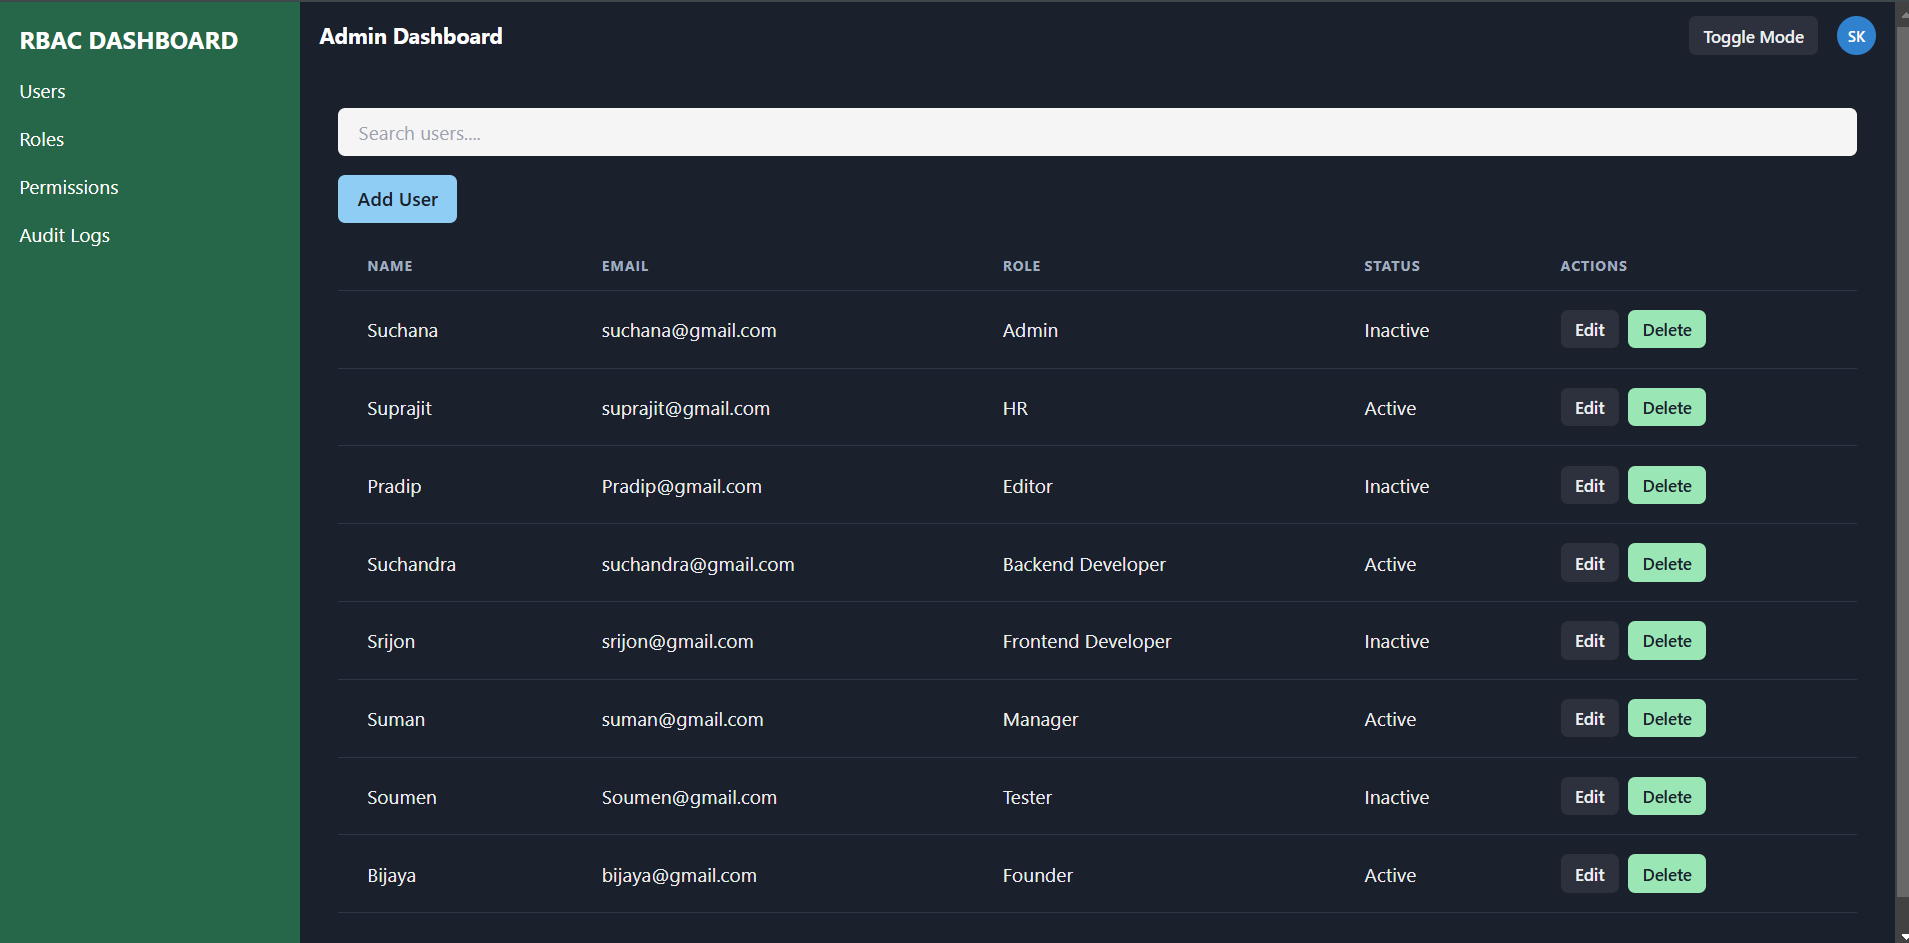 RBAC DASHBOARD
Users
Roles
Permissions
Audit Logs
Admin Dashboard
Toggle Mode SK
Search users....
Add User
NAME EMAIL ROLE STATUS ACTIONS
Suchana suchana@gmail.com Admin Inactive Edit Delete
Suprajit suprajit@gmail.com HR Active Edit Delete
Pradip Pradip@gmail.com Editor Inactive Edit Delete
Suchandra suchandra@gmail.com Backend Developer Active Edit Delete
Srijon srijon@gmail.com Frontend Developer Inactive Edit Delete
Suman suman@gmail.com Manager Active Edit Delete
Soumen Soumen@gmail.com Tester Inactive Edit Delete
Bijaya bijaya@gmail.com Founder Active Edit Delete